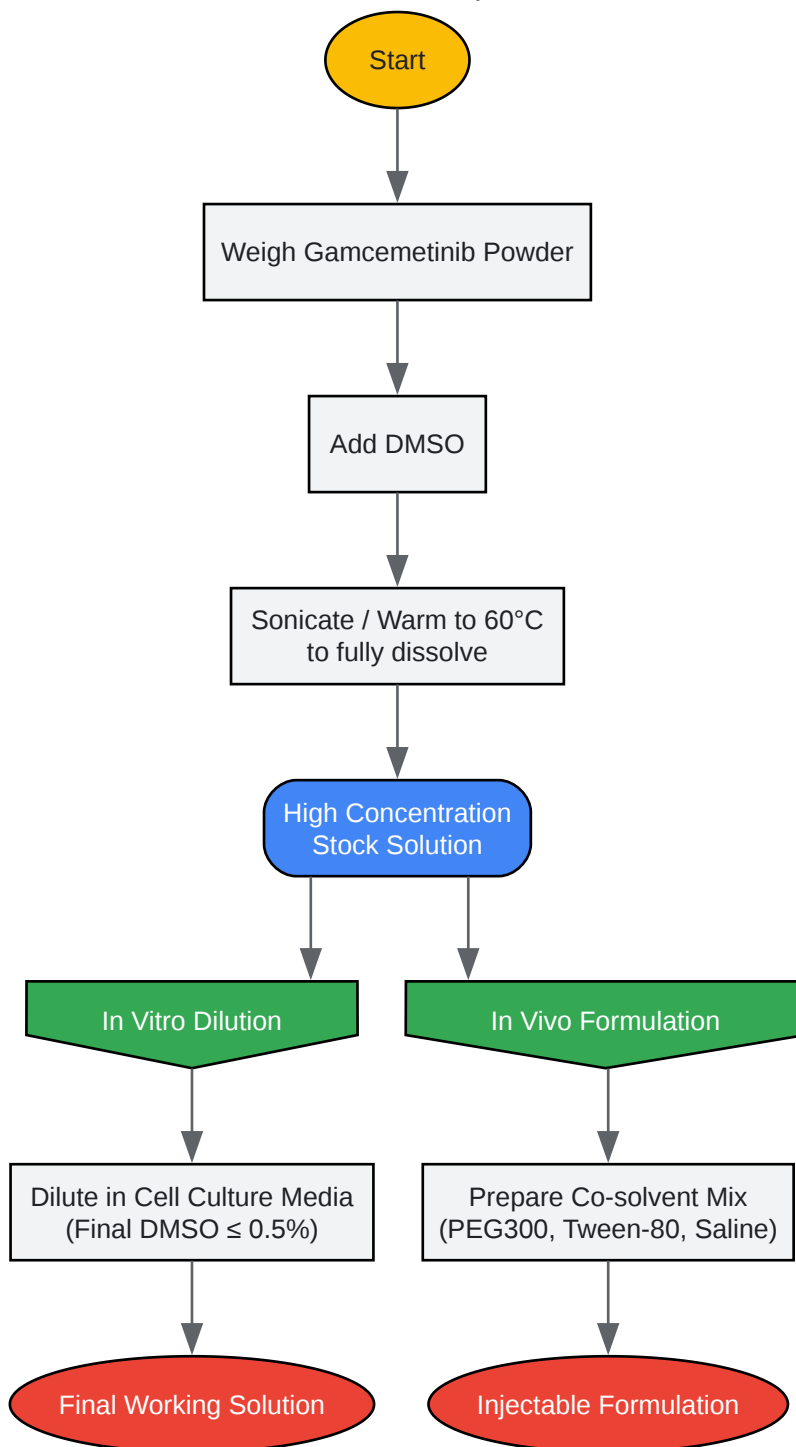 Start
Weigh Gamcemetinib Powder
Add DMSO
Sonicate / Warm to 60°C
to fully dissolve
High Concentration
Stock Solution
In Vitro Dilution
In Vivo Formulation
Dilute in Cell Culture Media
(Final DMSO ≤ 0.5%)
Prepare Co-solvent Mix
(PEG300, Tween-80, Saline)
Final Working Solution
Injectable Formulation